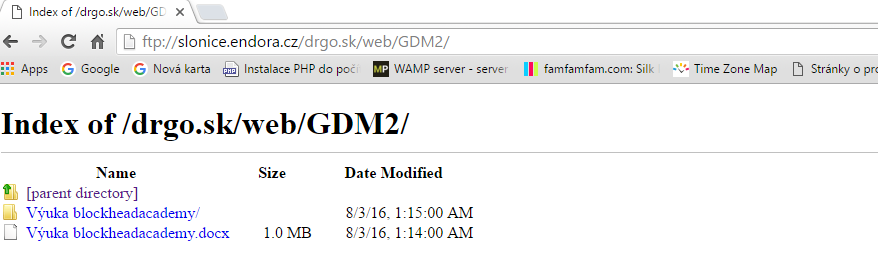 Index of /drgo.sk/web/GDM2/
ftp://slonice.endora.cz/drgo.sk/web/GDM2/
Apps Google Nová karta Instalace PHP do počí WAMP server - server famfamfam.com: Silk Time Zone Map Stránky o pro
Index of /drgo.sk/web/GDM2/
Name Size Date Modified
[parent directory]
Výuka blockheadacademy/ 8/3/16, 1:15:00 AM
Výuka blockheadacademy.docx 1.0 MB 8/3/16, 1:14:00 AM